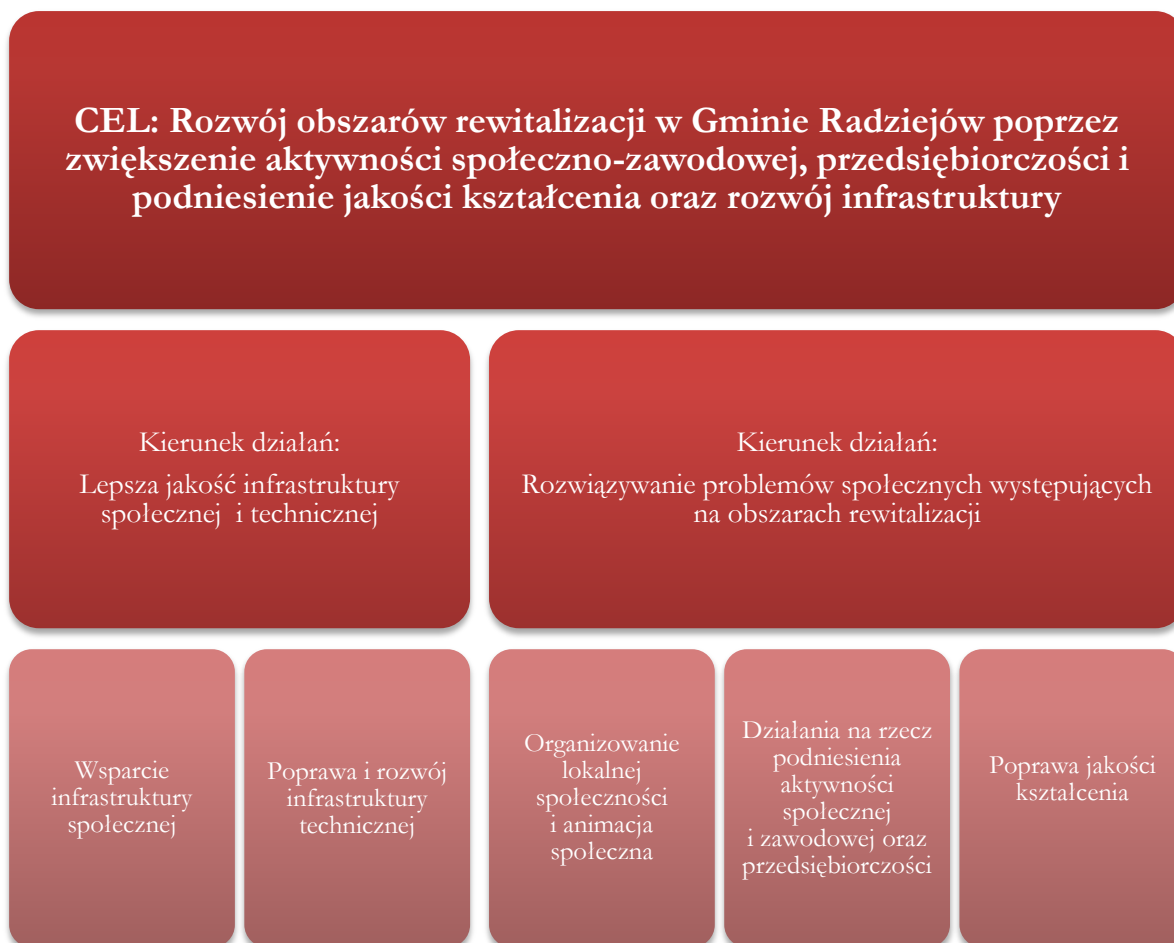 CEL: Rozwój obszarów rewitalizacji w Gminie Radziejów poprzez
zwiększenie aktywności społeczno-zawodowej, przedsiębiorczości i
podniesienie jakości kształcenia oraz rozwój infrastruktury
Kierunek działań:
Lepsza jakość infrastruktury
społecznej i technicznej
Kierunek działań:
Rozwiązywanie problemów społecznych występujących
na obszarach rewitalizacji
Wsparcie
infrastruktury
społecznej
Poprawa i rozwój
infrastruktury
technicznej
Organizowanie
lokalnej
społeczności
i animacja
społeczna
Działania na rzecz
podniesienia
aktywności
społecznej
i zawodowej oraz
przedsiębiorczości
Poprawa jakości
kształcenia